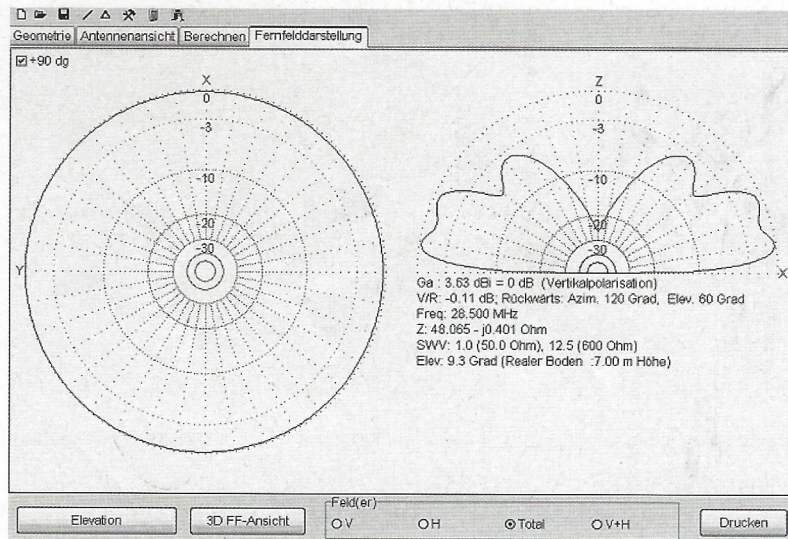 Geometrie Antennenansicht Berechnen Fernfelddarstellung
+90 dg
X
0
-3
-10
-20
-30
Y
Z
0
-3
-10
-20
-30
X
Ga : 3.63 dBi = 0 dB (Vertikalpolarisation)
V/R: -0.11 dB; Rückwärts: Azim. 120 Grad, Elev. 60 Grad
Freq: 28.500 MHz
Z: 48.065 - j0.401 Ohm
SWV: 1.0 (50.0 Ohm), 12.5 (600 Ohm)
Elev: 9.3 Grad (Realer Boden :7.00 m Höhe)
Feld(er)
Elevation 3D FF-Ansicht V H Total V+H Drucken